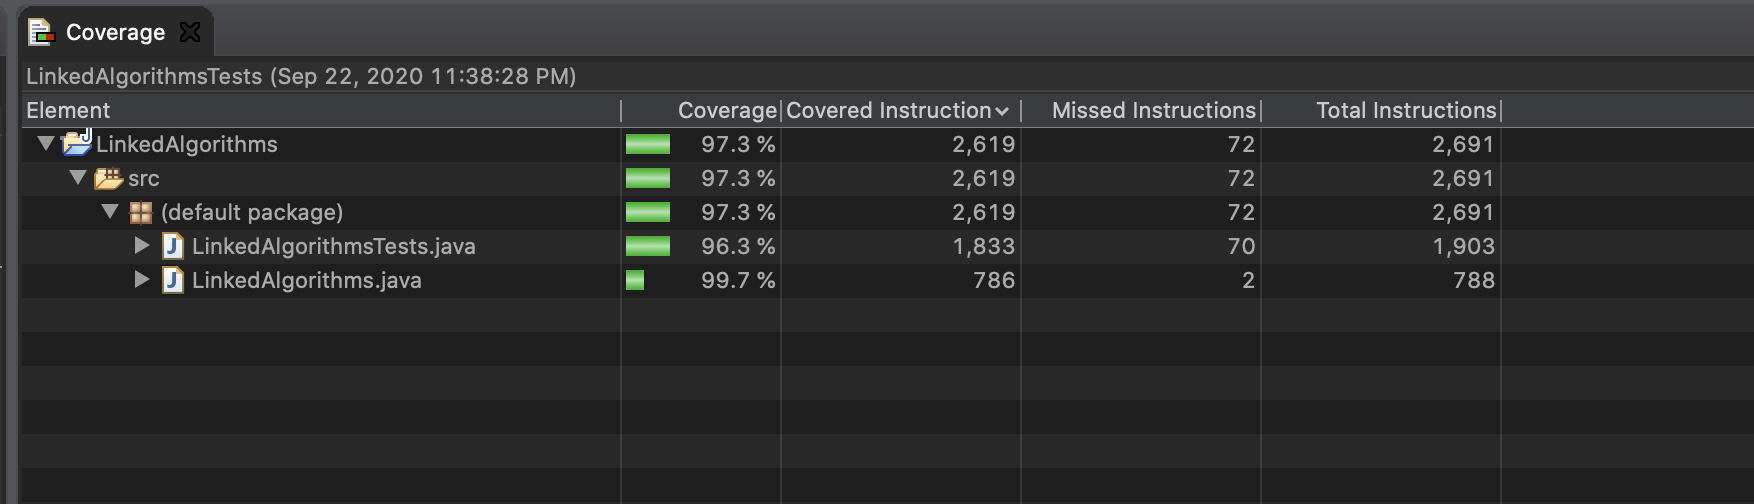 Coverage
LinkedAlgorithmsTests (Sep 22, 2020 11:38:28 PM)
Element Coverage Covered Instruction Missed Instructions Total Instructions
LinkedAlgorithms 97.3 % 2,619 72 2,691
src 97.3 % 2,619 72 2,691
(default package) 97.3 % 2,619 72 2,691
LinkedAlgorithmsTests.java 96.3 % 1,833 70 1,903
LinkedAlgorithms.java 99.7 % 786 2 788